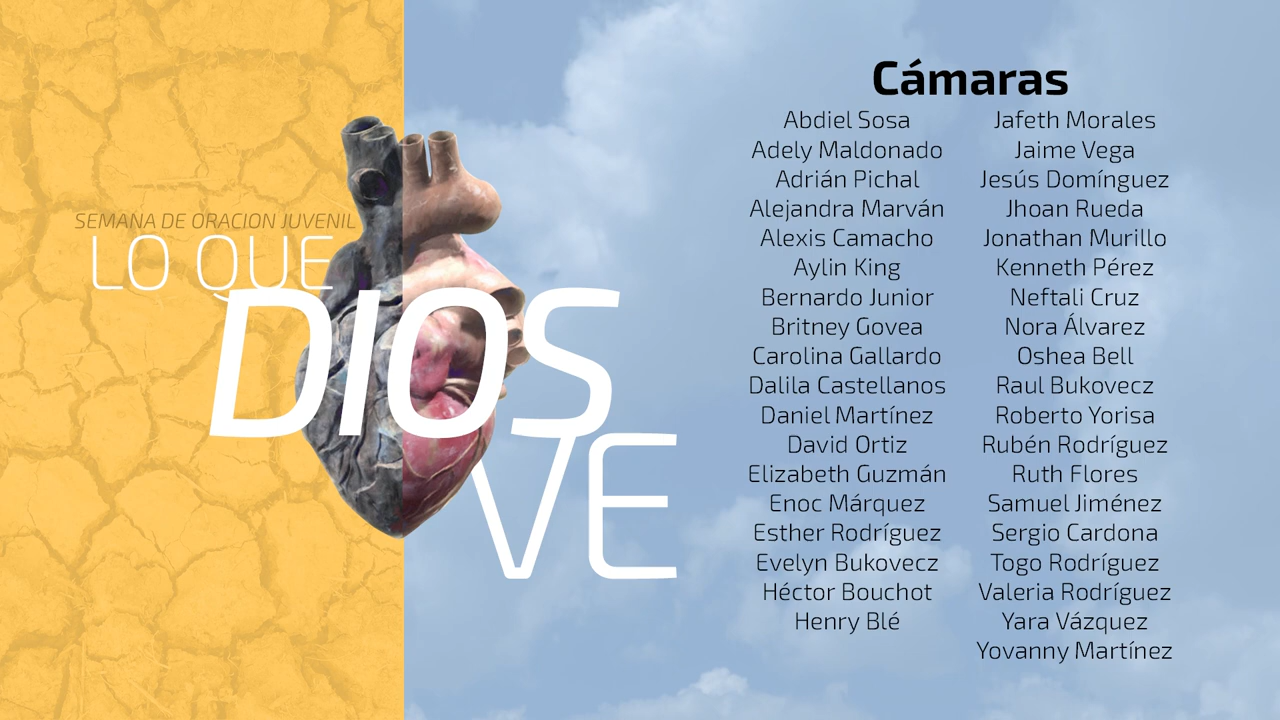 SEMANA DE ORACION JUVENIL
LO QUE
DIOS
VE
Cámaras
Abdiel Sosa
Adely Maldonado
Adrián Pichal
Alejandra Marván
Alexis Camacho
Aylin King
Bernardo Junior
Britney Govea
Carolina Gallardo
Dalila Castellanos
Daniel Martínez
David Ortiz
Elizabeth Guzmán
Enoc Márquez
Esther Rodríguez
Evelyn Bukovecz
Héctor Bouchot
Henry Blé
Jafeth Morales
Jaime Vega
Jesús Domínguez
Jhoan Rueda
Jonathan Murillo
Kenneth Pérez
Neftali Cruz
Nora Álvarez
Oshea Bell
Raul Bukovecz
Roberto Yorisa
Rubén Rodríguez
Ruth Flores
Samuel Jiménez
Sergio Cardona
Togo Rodríguez
Valeria Rodríguez
Yara Vázquez
Yovanny Martínez